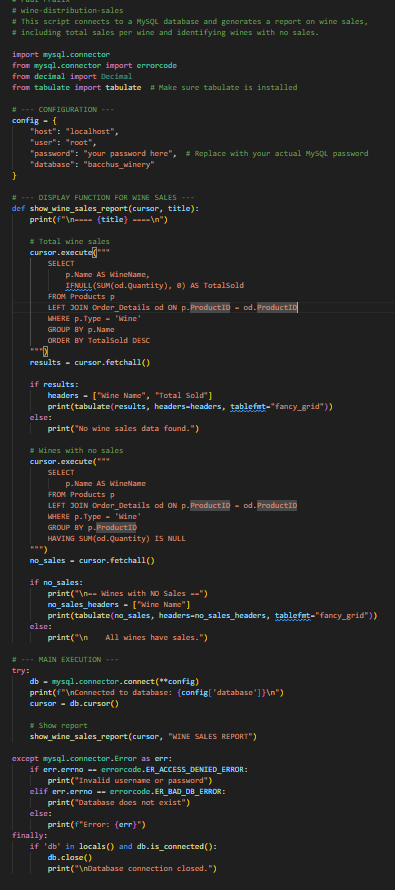 # wine-distribution-sales
# This script connects to a MySQL database and generates a report on wine sales,
# including total sales per wine and identifying wines with no sales.
import mysql.connector
from mysql.connector import errorcode
from decimal import Decimal
from tabulate import tabulate  # Make sure tabulate is installed
# --- CONFIGURATION ---
config = {
    "host": "localhost",
    "user": "root",
    "password": "your password here",  # Replace with your actual MySQL password
    "database": "bacchus_winery"
}
# --- DISPLAY FUNCTION FOR WINE SALES ---
def show_wine_sales_report(cursor, title):
    print(f"\n==== {title} ====\n")
    # Total wine sales
    cursor.execute("""
        SELECT
            p.Name AS WineName,
            IFNULL(SUM(od.Quantity), 0) AS TotalSold
        FROM Products p
        LEFT JOIN Order_Details od ON p.ProductID = od.ProductID
        WHERE p.Type = 'Wine'
        GROUP BY p.Name
        ORDER BY TotalSold DESC
    """)
    results = cursor.fetchall()
    if results:
        headers = ["Wine Name", "Total Sold"]
        print(tabulate(results, headers=headers, tablefmt="fancy_grid"))
    else:
        print("No wine sales data found.")
    # Wines with no sales
    cursor.execute("""
        SELECT
            p.Name AS WineName
        FROM Products p
        LEFT JOIN Order_Details od ON p.ProductID = od.ProductID
        WHERE p.Type = 'Wine'
        GROUP BY p.ProductID
        HAVING SUM(od.Quantity) IS NULL
    """)
    no_sales = cursor.fetchall()
    if no_sales:
        print("\n== Wines with NO Sales ==")
        no_sales_headers = ["Wine Name"]
        print(tabulate(no_sales, headers=no_sales_headers, tablefmt="fancy_grid"))
    else:
        print("\n    All wines have sales.")
# --- MAIN EXECUTION ---
try:
    db = mysql.connector.connect(**config)
    print(f"\nConnected to database: {config['database']}\n")
    cursor = db.cursor()
    # Show report
    show_wine_sales_report(cursor, "WINE SALES REPORT")
except mysql.connector.Error as err:
    if err.errno == errorcode.ER_ACCESS_DENIED_ERROR:
        print("Invalid username or password")
    elif err.errno == errorcode.ER_BAD_DB_ERROR:
        print("Database does not exist")
    else:
        print(f"Error: {err}")
finally:
    if 'db' in locals() and db.is_connected():
        db.close()
        print("\nDatabase connection closed.")